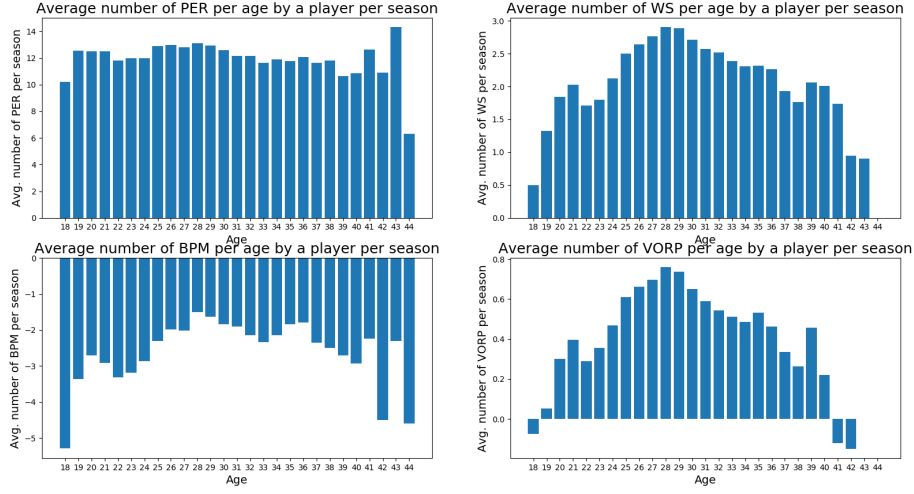 Average number of PER per age by a player per season
Avg. number of PER per season
14
12
10
8
6
4
2
0
18 19 20 21 22 23 24 25 26 27 28 29 30 31 32 33 34 35 36 37 38 39 40 41 42 43 44
Age
Average number of WS per age by a player per season
Avg. number of WS per season
3.0
2.5
2.0
1.5
1.0
0.5
0.0
18 19 20 21 22 23 24 25 26 27 28 29 30 31 32 33 34 35 36 37 38 39 40 41 42 43 44
Age
Average number of BPM per age by a player per season
Avg. number of BPM per season
0
−1
−2
−3
−4
−5
18 19 20 21 22 23 24 25 26 27 28 29 30 31 32 33 34 35 36 37 38 39 40 41 42 43 44
Age
Average number of VORP per age by a player per season
Avg. number of VORP per season
0.8
0.6
0.4
0.2
0.0
18 19 20 21 22 23 24 25 26 27 28 29 30 31 32 33 34 35 36 37 38 39 40 41 42 43 44
Age